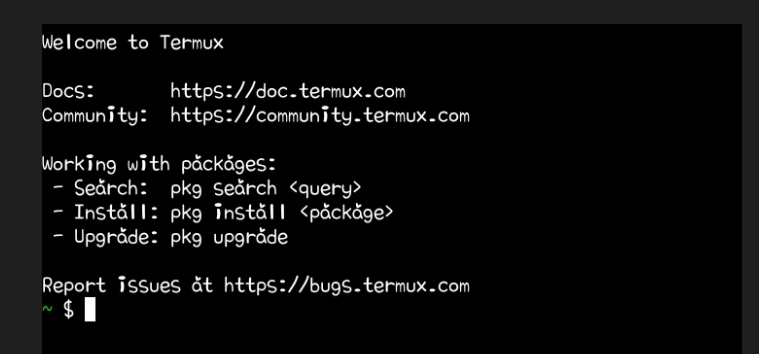 Welcome to Termux
Docs: https://doc.termux.com
Community: https://community.termux.com
Working with packages:
- Search: pkg search <query>
- Install: pkg install <package>
- Upgrade: pkg upgrade
Report issues at https://bugs.termux.com
~ $